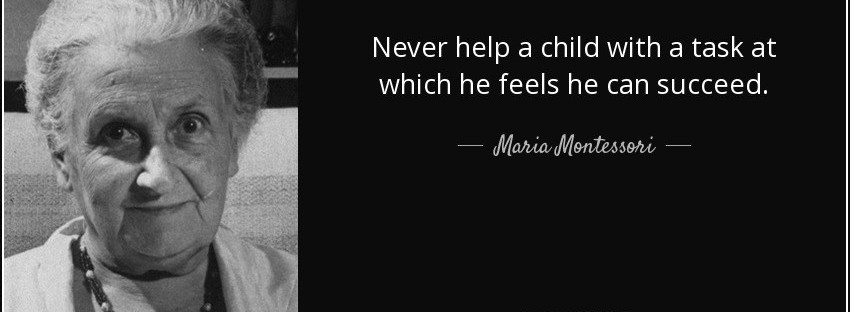 Never help a child with a task at
which he feels he can succeed.
Maria Montessori